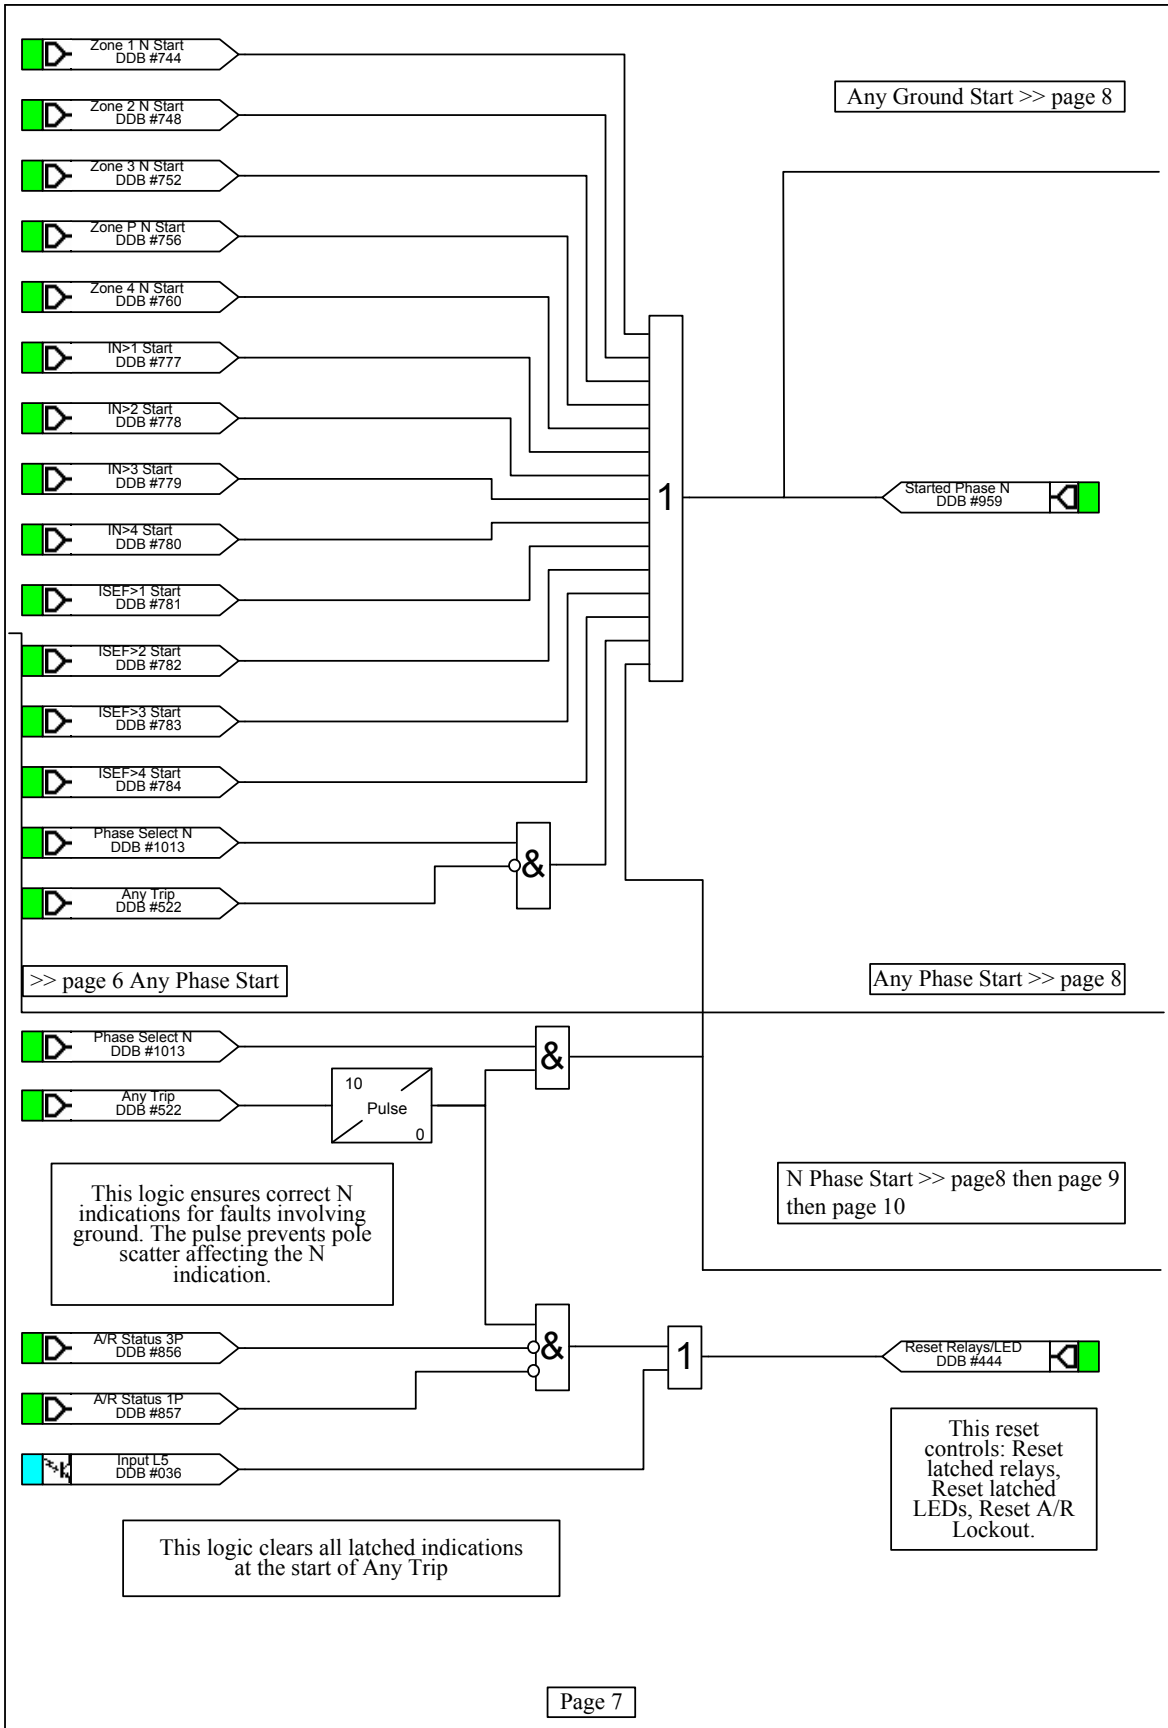 Zone 1 N Start
DDB #744
Any Ground Start >> page 8
Zone 2 N Start
DDB #748
Zone 3 N Start
DDB #752
Zone P N Start
DDB #756
Zone 4 N Start
DDB #760
IN>1 Start
DDB #777
IN>2 Start
DDB #778
IN>3 Start
DDB #779
1
Started Phase N
DDB #959
IN>4 Start
DDB #780
ISEF>1 Start
DDB #781
ISEF>2 Start
DDB #782
ISEF>3 Start
DDB #783
ISEF>4 Start
DDB #784
Phase Select N
DDB #1013
&
Any Trip
DDB #522
>> page 6 Any Phase Start
Any Phase Start >> page 8
Phase Select N
DDB #1013
&
Any Trip
DDB #522
10
Pulse
0
This logic ensures correct N
indications for faults involving
ground. The pulse prevents pole
scatter affecting the N
indication.
N Phase Start >> page8 then page 9
then page 10
A/R Status 3P
DDB #856
&
1
Reset Relays/LED
DDB #444
A/R Status 1P
DDB #857
Input L5
DDB #036
This reset
controls: Reset
latched relays,
Reset latched
LEDs, Reset A/R
Lockout.
This logic clears all latched indications
at the start of Any Trip
Page 7